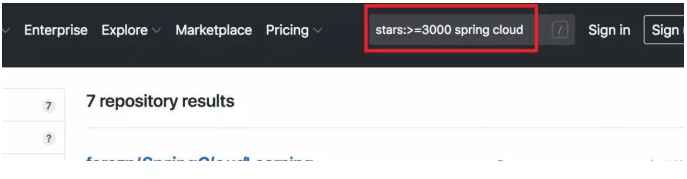 Enterprise Explore Marketplace Pricing stars:>=3000 spring cloud / Sign in Sign
7
7 repository results
?